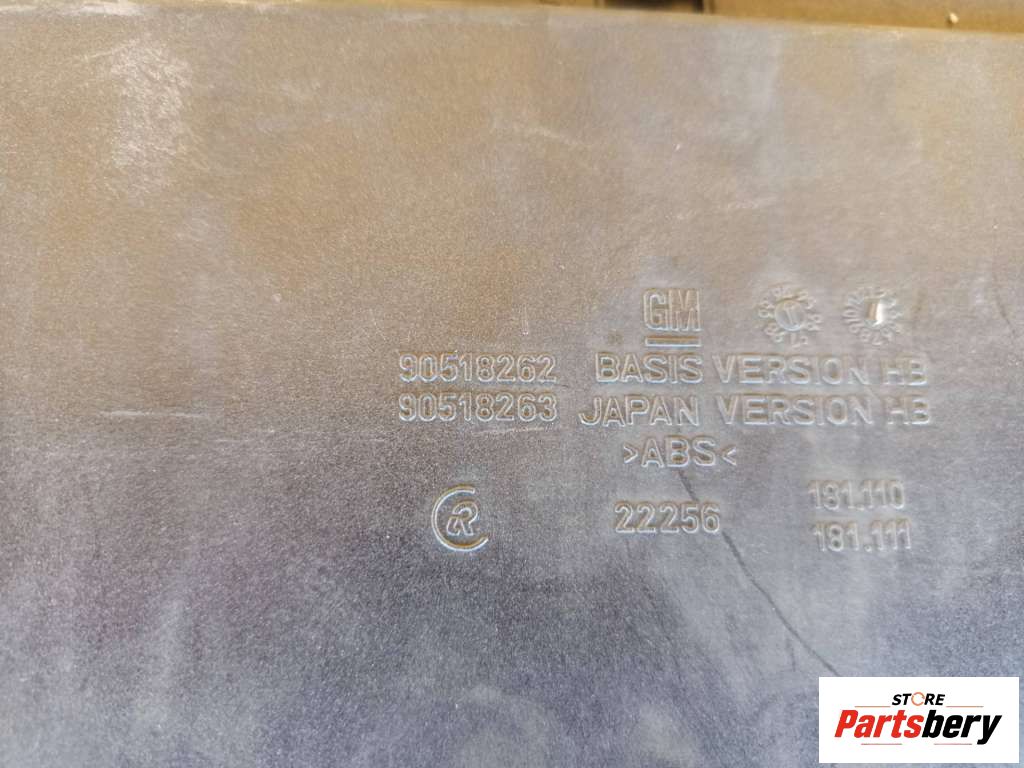 GM
90518262 BASIS VERSION HB
90518263 JAPAN VERSION HB
>ABS<
R
22256
181.110
181.111
STORE
Partsbery